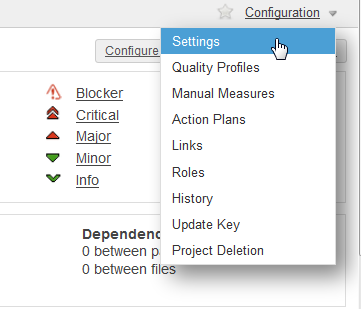 Configuration
Configure
Settings
Quality Profiles
Manual Measures
Action Plans
Links
Roles
History
Update Key
Project Deletion
Blocker
Critical
Major
Minor
Info
0 between
0 between files